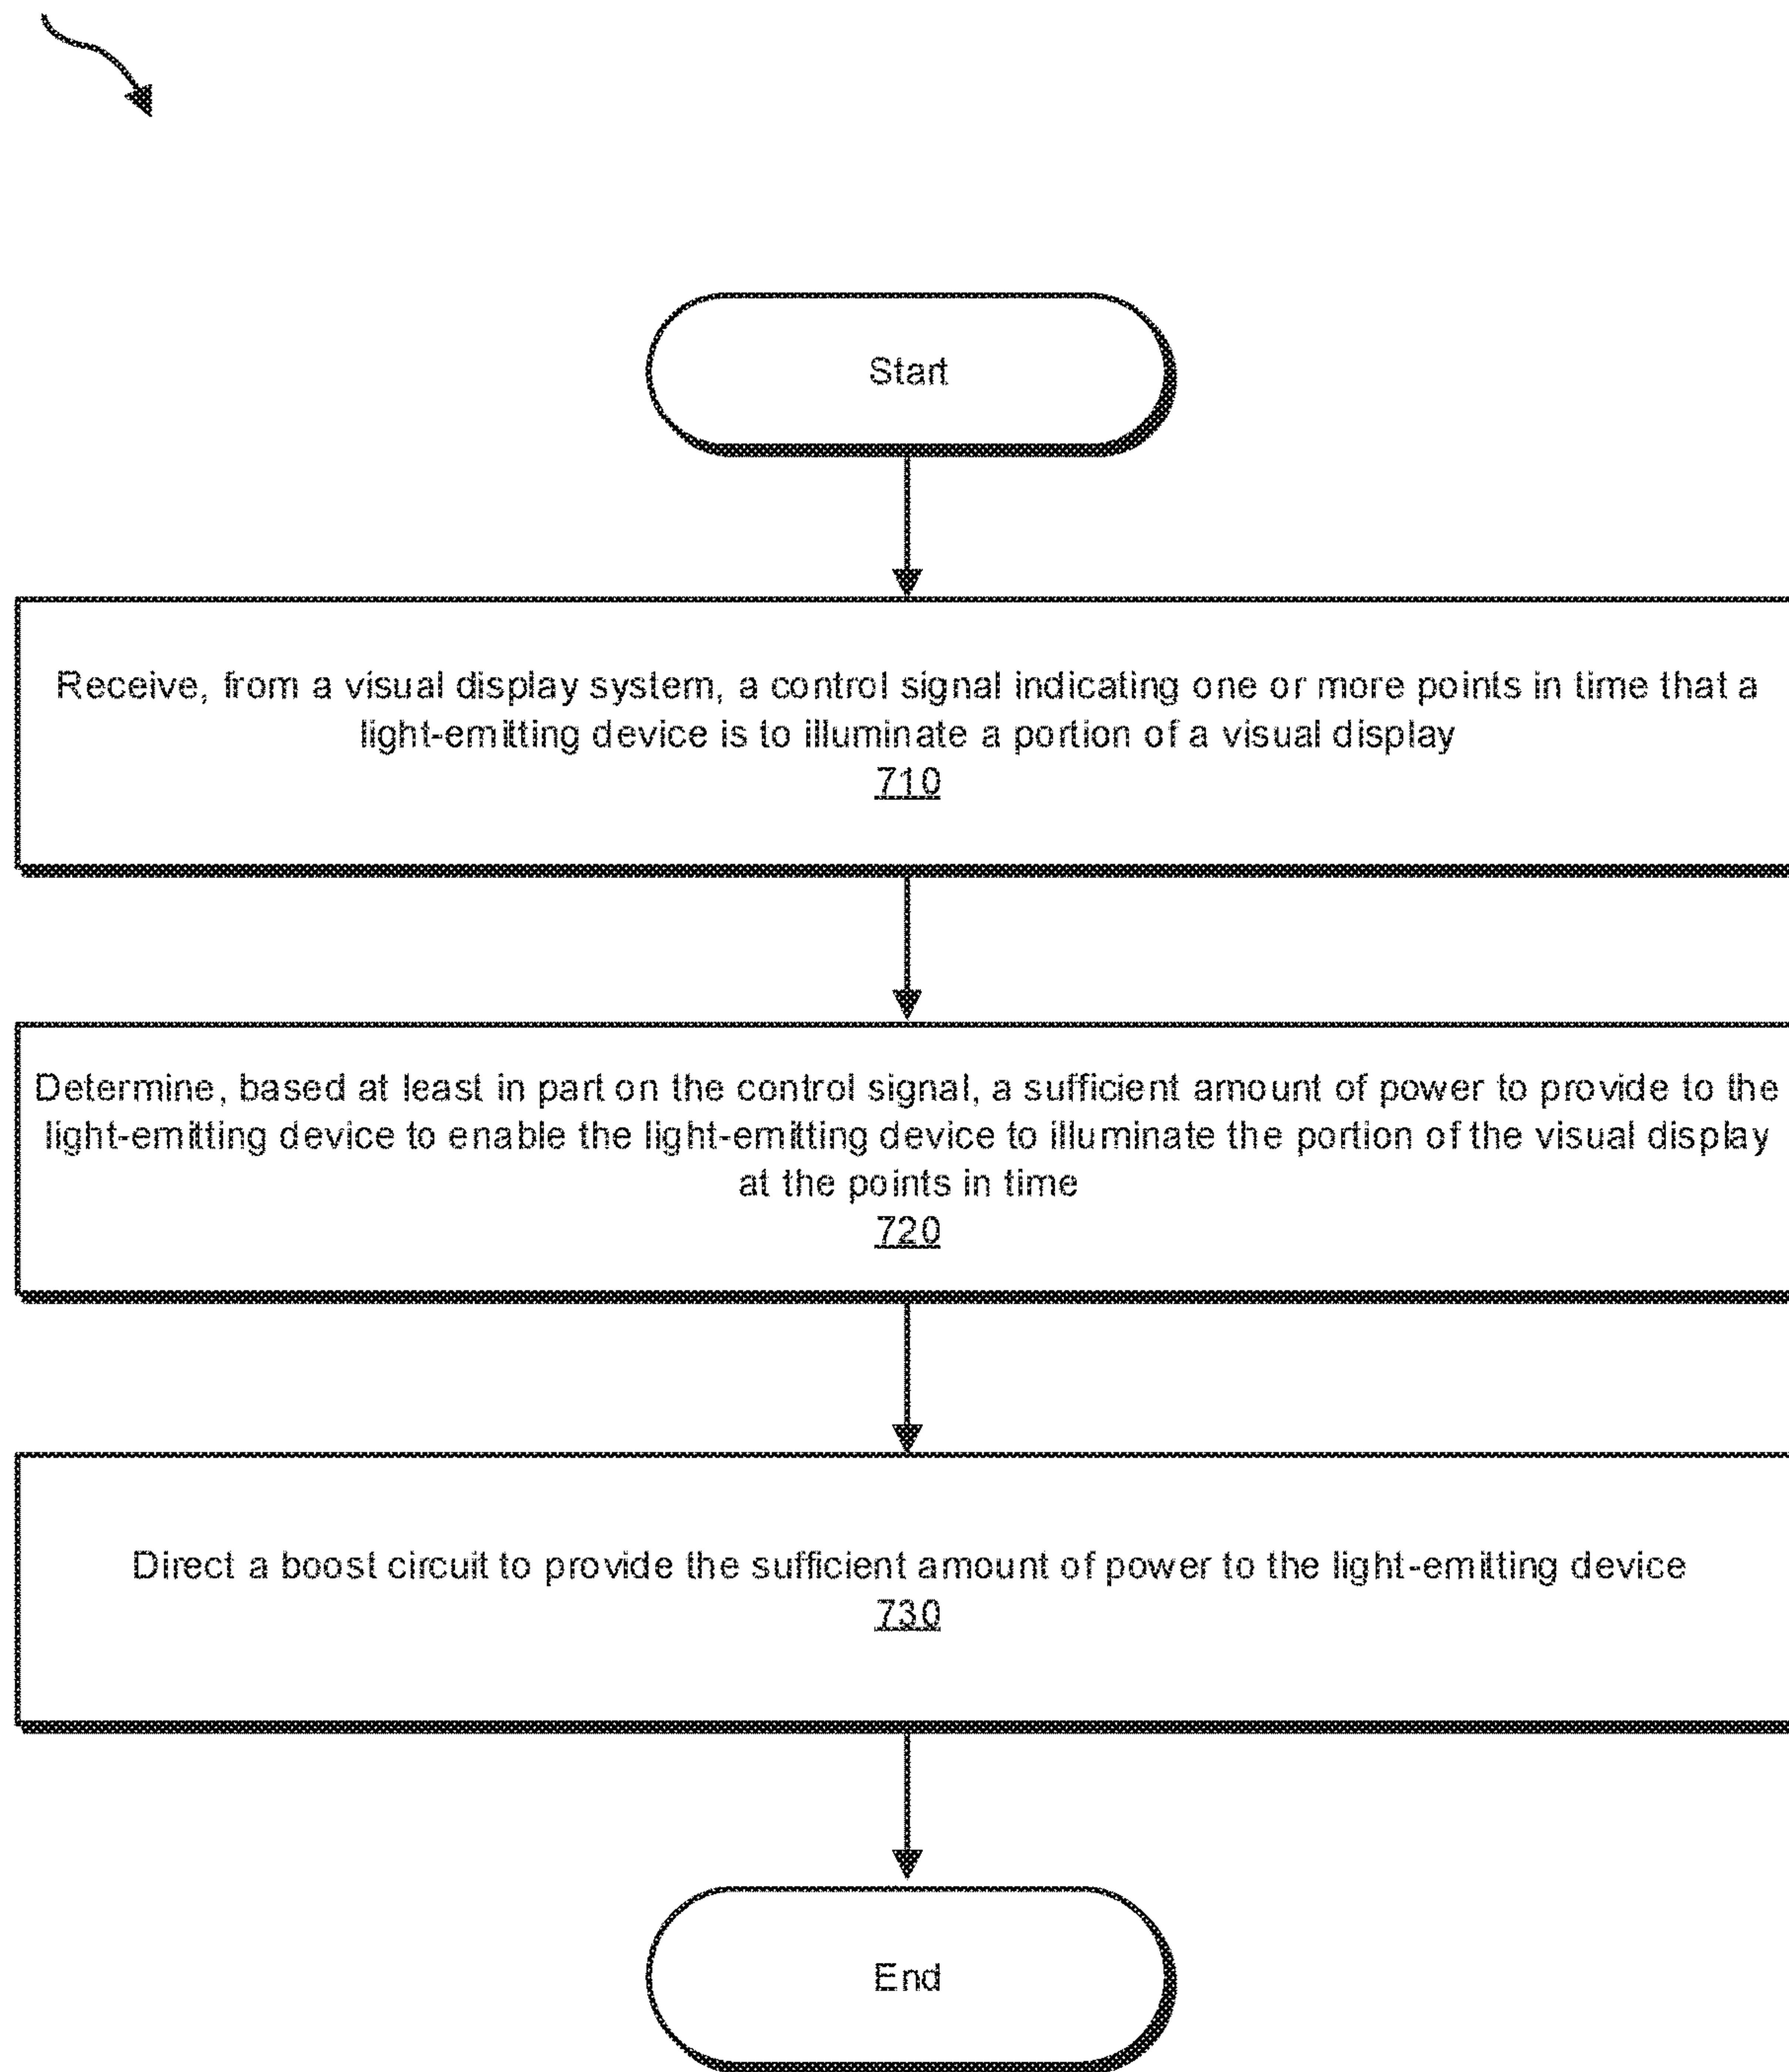 Start
Receive, from a visual display system, a control signal indicating one or more points in time that a
light-emitting device is to illuminate a portion of a visual display
710
Determine, based at least in part on the control signal, a sufficient amount of power to provide to the
light-emitting device to enable the light-emitting device to illuminate the portion of the visual display
at the points in time
720
Direct a boost circuit to provide the sufficient amount of power to the light-emitting device
730
End